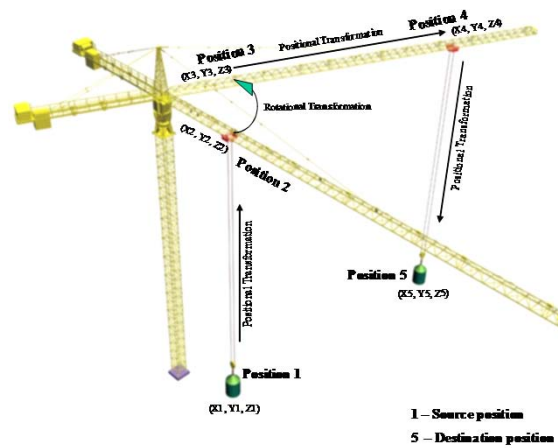 Position 4
(X4, Y4, Z4)
Position 3
Positional Transformation
(X3, Y3, Z3)
Rotational Transformation
(X2, Y2, Z2)
Position 2
Positional Transformation
Positional Transformation
Position 5
(X5, Y5, Z5)
Position 1
(X1, Y1, Z1)
1 – Source position
5 – Destination position